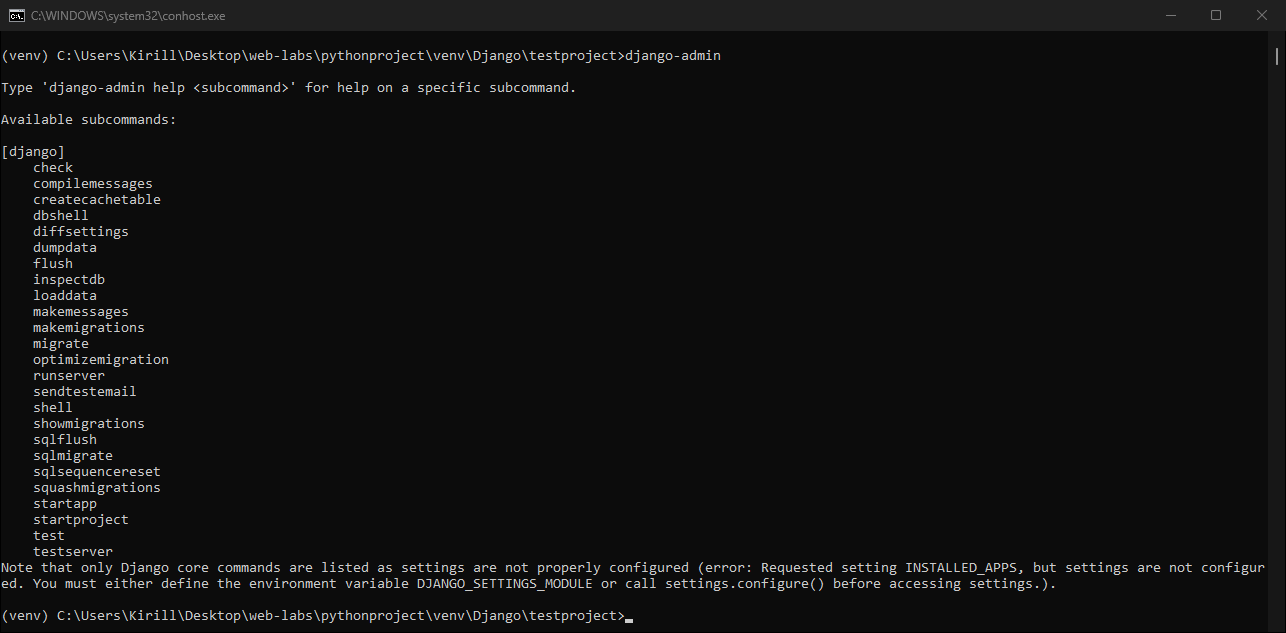 C:\WINDOWS\system32\conhost.exe
(venv) C:\Users\Kirill\Desktop\web-labs\pythonproject\venv\Django\testproject>django-admin
Type 'django-admin help <subcommand>' for help on a specific subcommand.
Available subcommands:
[django]
    check
    compilemessages
    createcachetable
    dbshell
    diffsettings
    dumpdata
    flush
    inspectdb
    loaddata
    makemessages
    makemigrations
    migrate
    optimizemigration
    runserver
    sendtestemail
    shell
    showmigrations
    sqlflush
    sqlmigrate
    sqlsequencereset
    squashmigrations
    startapp
    startproject
    test
    testserver
Note that only Django core commands are listed as settings are not properly configured (error: Requested setting INSTALLED_APPS, but settings are not configur
ed. You must either define the environment variable DJANGO_SETTINGS_MODULE or call settings.configure() before accessing settings.).
(venv) C:\Users\Kirill\Desktop\web-labs\pythonproject\venv\Django\testproject>